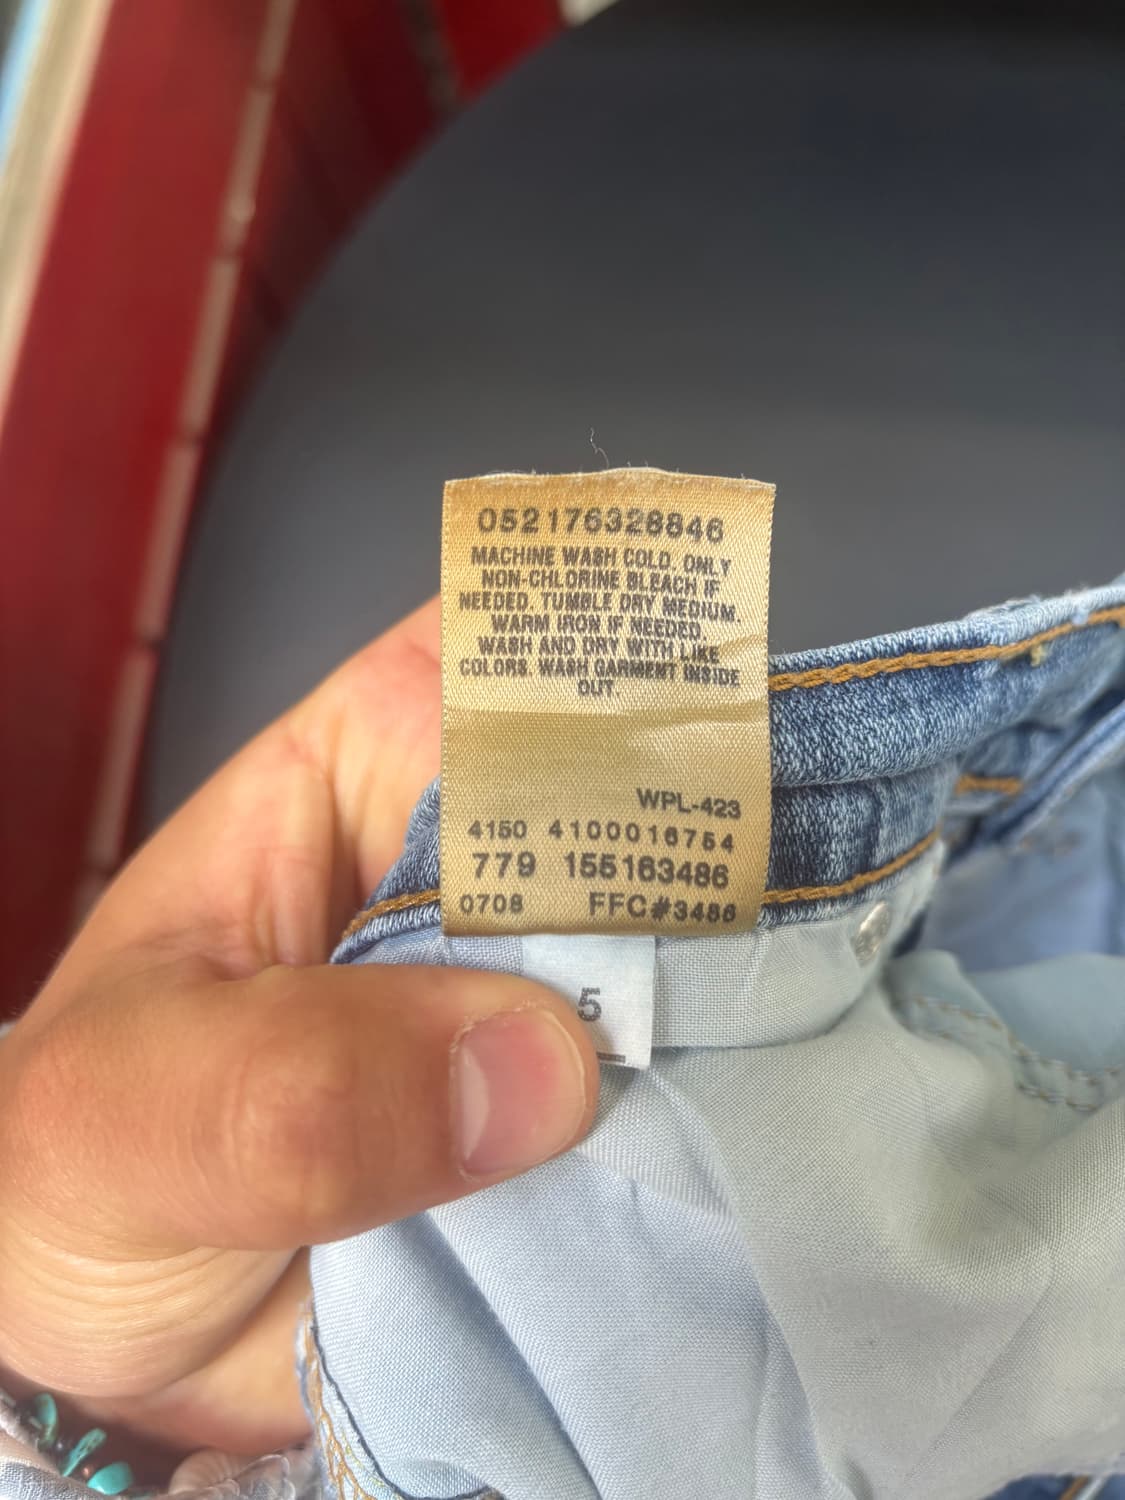 052176328846
MACHINE WASH COLD. ONLY
NON-CHLORINE BLEACH IF
NEEDED. TUMBLE DRY MEDIUM.
WARM IRON IF NEEDED.
WASH AND DRY WITH LIKE
COLORS. WASH GARMENT INSIDE
OUT.
WPL-423
4150 4100016754
779 155163486
0708 FFC#3486
5